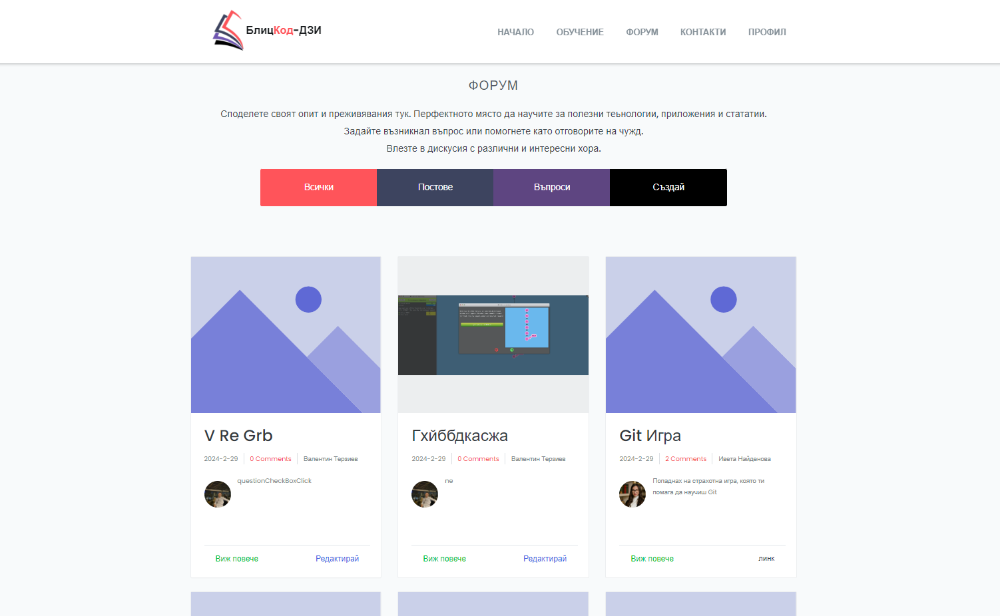 БлицКод-ДЗИ
НАЧАЛО ОБУЧЕНИЕ ФОРУМ КОНТАКТИ ПРОФИЛ
ФОРУМ
Споделете своят опит и преживявания тук. Перфектното място да научите за полезни теьнологии, приложения и стататии.
Задайте възникнал въпрос или помогнете като отговорите на чужд.
Влезте в дискусия с различни и интересни хора.
Всички Постове Въпроси Създай
V Re Grb
2024-2-29 0 Comments Валентин Терзиев
questionCheckBoxClick
Виж повече Редактирай
Гхйббдкасжа
2024-2-29 0 Comments Валентин Терзиев
ne
Виж повече Редактирай
Git Игра
2024-2-29 2 Comments Ивета Найденова
Попаднах на страхотна игра, която ти
помага да научиш Git
Виж повече линк